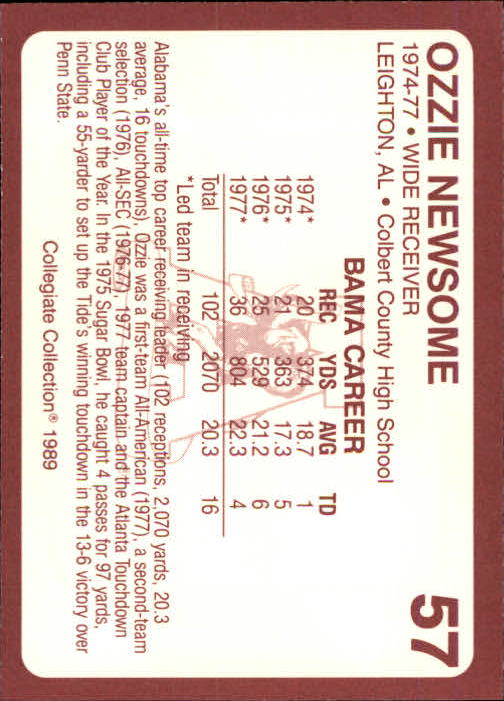 OZZIE NEWSOME 57
1974-77 • WIDE RECEIVER
LEIGHTON, AL • Colbert County High School
BAMA CAREER
REC YDS AVG TD
1974* 20 374 18.7 1
1975* 21 363 17.3 5
1976* 25 529 21.2 6
1977* 36 804 22.3 4
Total 102 2070 20.3 16
*Led team in receiving
Alabama's all-time top career receiving leader (102 receptions, 2,070 yards, 20.3
average, 16 touchdowns), Ozzie was a first-team All-American (1977), a second-team
selection (1976), All-SEC (1976-77), 1977 team captain and the Atlanta Touchdown
Club Player of the Year. In the 1975 Sugar Bowl, he caught 4 passes for 97 yards,
including a 55-yarder to set up the Tide's winning touchdown in the 13-6 victory over
Penn State.
Collegiate Collection® 1989